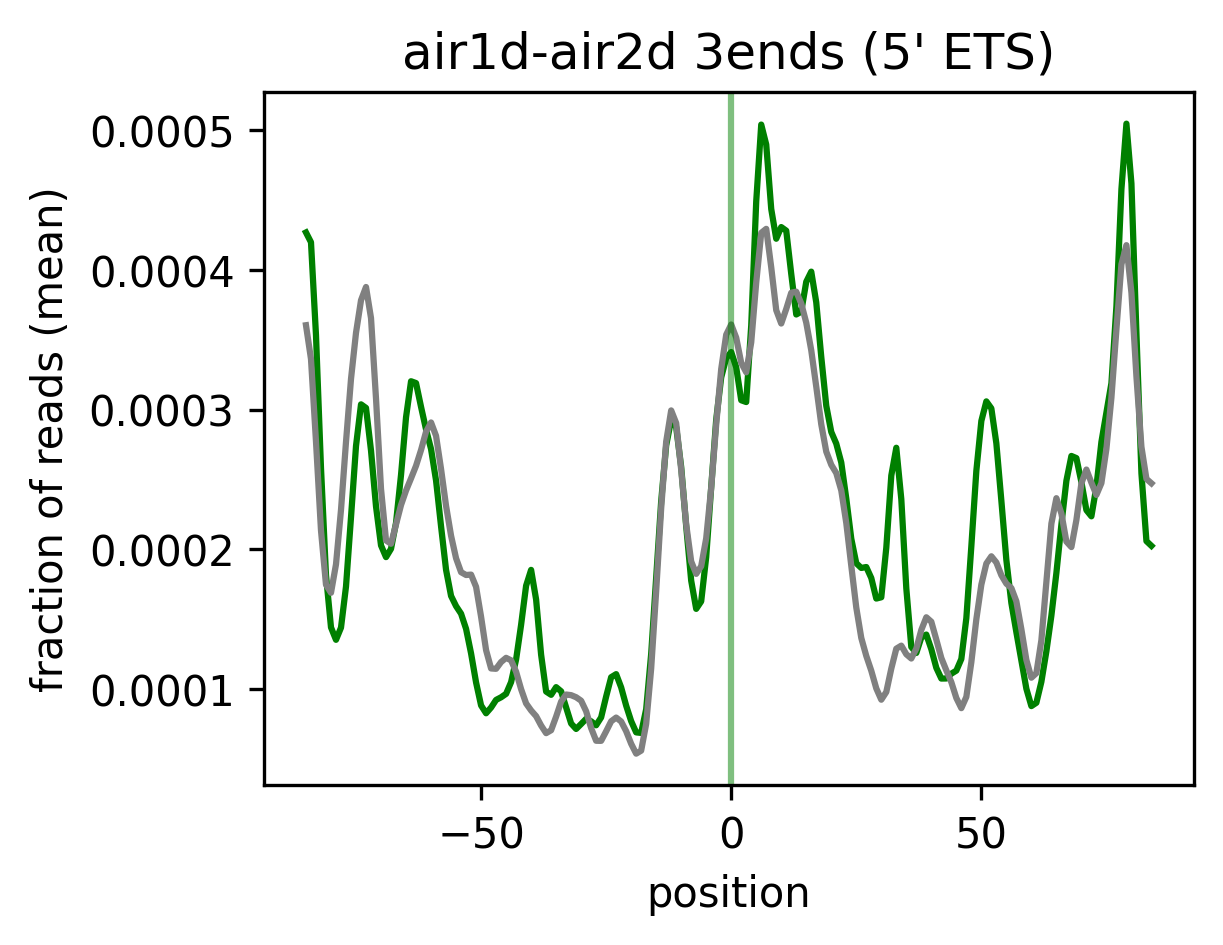 air1d-air2d 3ends (5' ETS)
fraction of reads (mean)
0.0005
0.0004
0.0003
0.0002
0.0001
−50
0
50
position